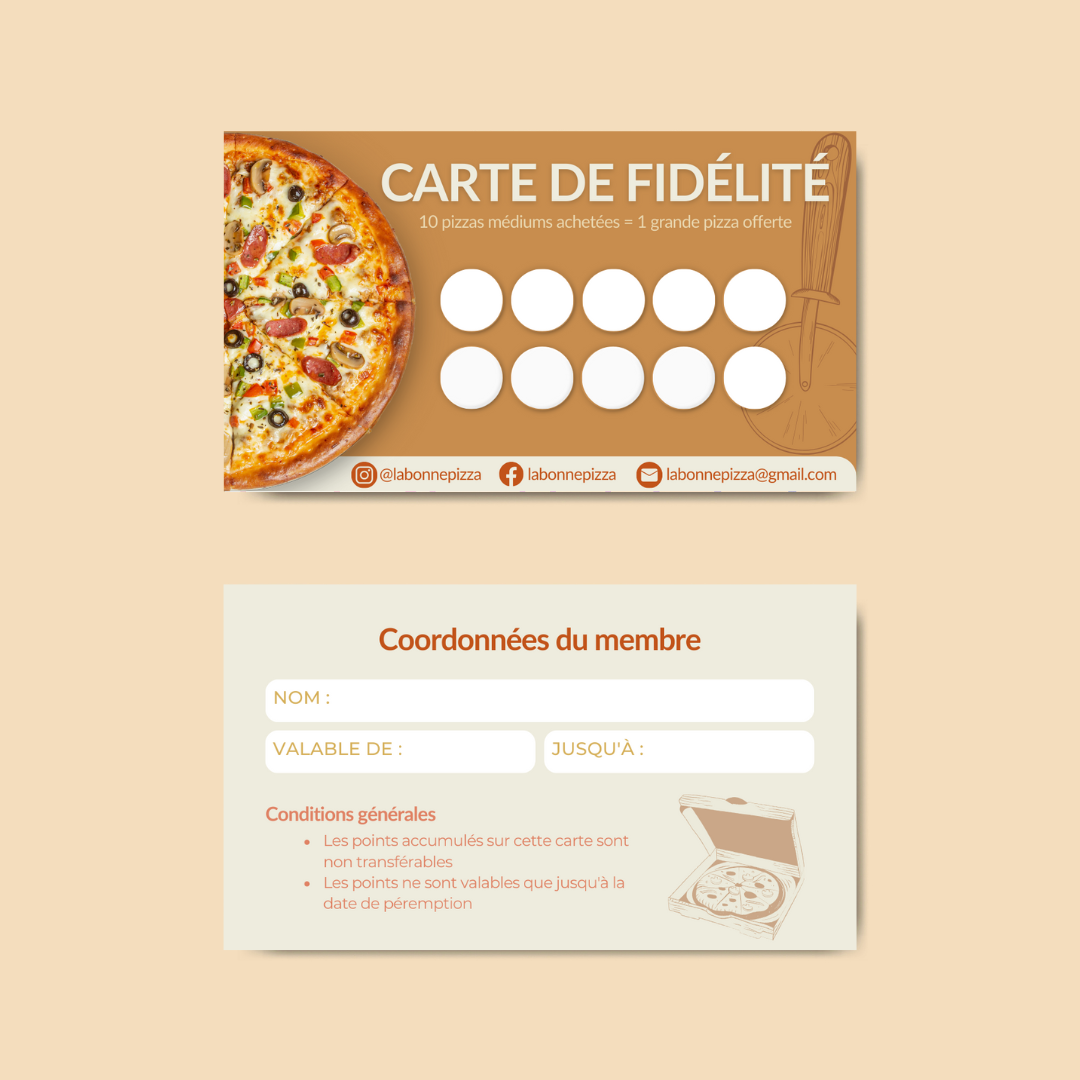 CARTE DE FIDÉLITÉ
10 pizzas médiums achetées = 1 grande pizza offerte
@labonnepizza labonnepizza labonnepizza@gmail.com
Coordonnées du membre
NOM :
VALABLE DE : JUSQU'À :
Conditions générales
• Les points accumulés sur cette carte sont
non transférables
• Les points ne sont valables que jusqu'à la
date de péremption